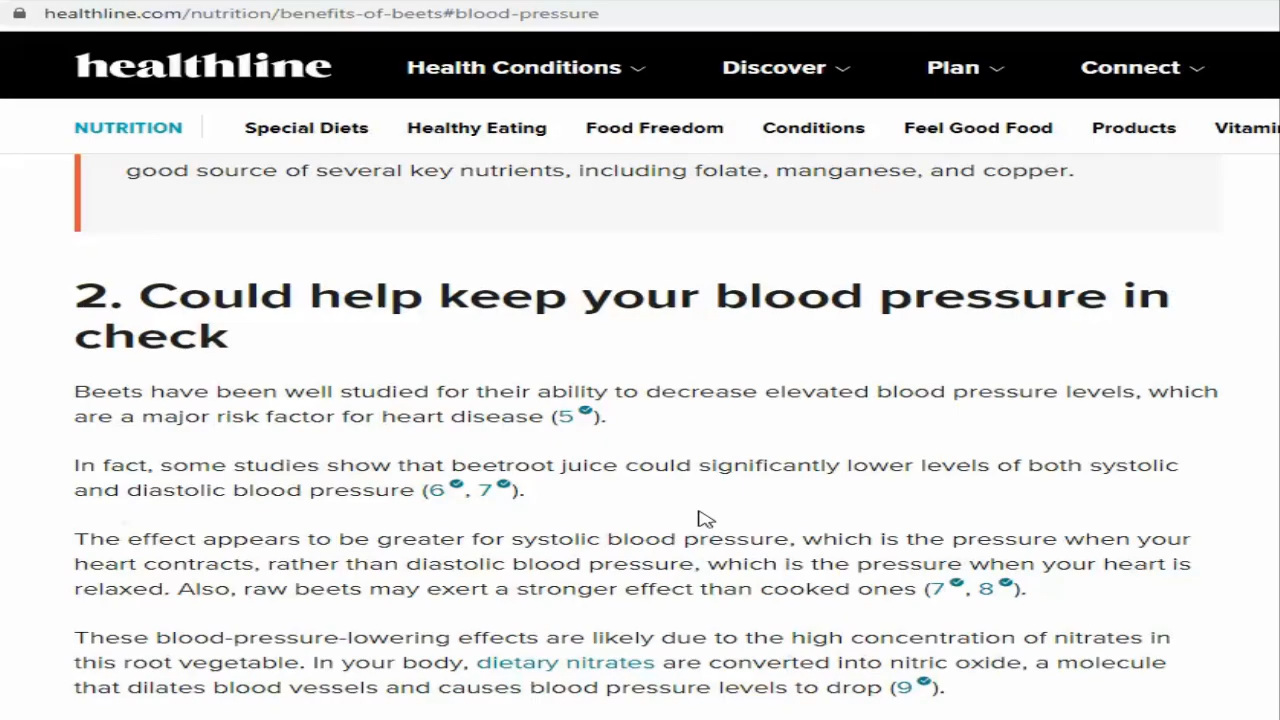 healthline.com/nutrition/benefits-of-beets#blood-pressure
healthline Health Conditions Discover Plan Connect
NUTRITION Special Diets Healthy Eating Food Freedom Conditions Feel Good Food Products Vitami
good source of several key nutrients, including folate, manganese, and copper.
2. Could help keep your blood pressure in
check
Beets have been well studied for their ability to decrease elevated blood pressure levels, which
are a major risk factor for heart disease (5).
In fact, some studies show that beetroot juice could significantly lower levels of both systolic
and diastolic blood pressure (6, 7).
The effect appears to be greater for systolic blood pressure, which is the pressure when your
heart contracts, rather than diastolic blood pressure, which is the pressure when your heart is
relaxed. Also, raw beets may exert a stronger effect than cooked ones (7, 8).
These blood-pressure-lowering effects are likely due to the high concentration of nitrates in
this root vegetable. In your body, dietary nitrates are converted into nitric oxide, a molecule
that dilates blood vessels and causes blood pressure levels to drop (9).